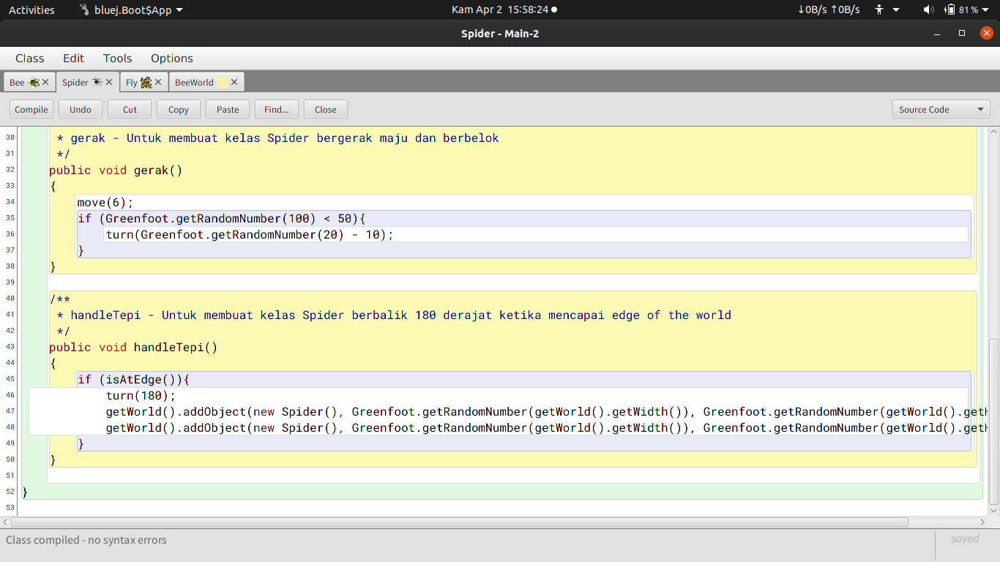 Activities bluej.Boot$App Kam Apr 2 15:58:24 ↓0B/s ↑0B/s 81%
Spider - Main-2
Class Edit Tools Options
Bee Spider Fly BeeWorld
Compile Undo Cut Copy Paste Find... Close Source Code
30 * gerak - Untuk membuat kelas Spider bergerak maju dan berbelok
31 */
32 public void gerak()
33 {
34 move(6);
35 if (Greenfoot.getRandomNumber(100) < 50){
36 turn(Greenfoot.getRandomNumber(20) - 10);
37 }
38 }
39
40 /**
41 * handleTepi - Untuk membuat kelas Spider berbalik 180 derajat ketika mencapai edge of the world
42 */
43 public void handleTepi()
44 {
45 if (isAtEdge()){
46 turn(180);
47 getWorld().addObject(new Spider(), Greenfoot.getRandomNumber(getWorld().getWidth()), Greenfoot.getRandomNumber(getWorld().get
48 getWorld().addObject(new Spider(), Greenfoot.getRandomNumber(getWorld().getWidth()), Greenfoot.getRandomNumber(getWorld().get
49 }
50 }
51
52 }
53
Class compiled - no syntax errors saved